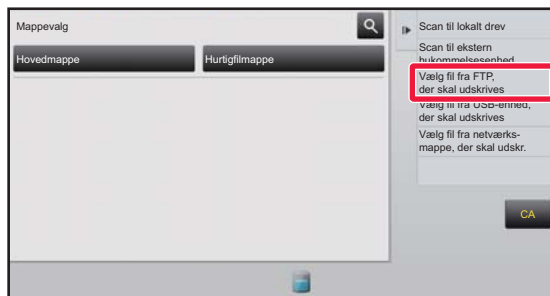 Mappevalg
Hovedmappe
Hurtigfilmappe
Scan til lokalt drev
Scan til ekstern
hukommelsesenhed
Vælg fil fra FTP,
der skal udskrives
Vælg fil fra USB-enhed,
der skal udskrives
Vælg fil fra netværks-
mappe, der skal udskr.
CA